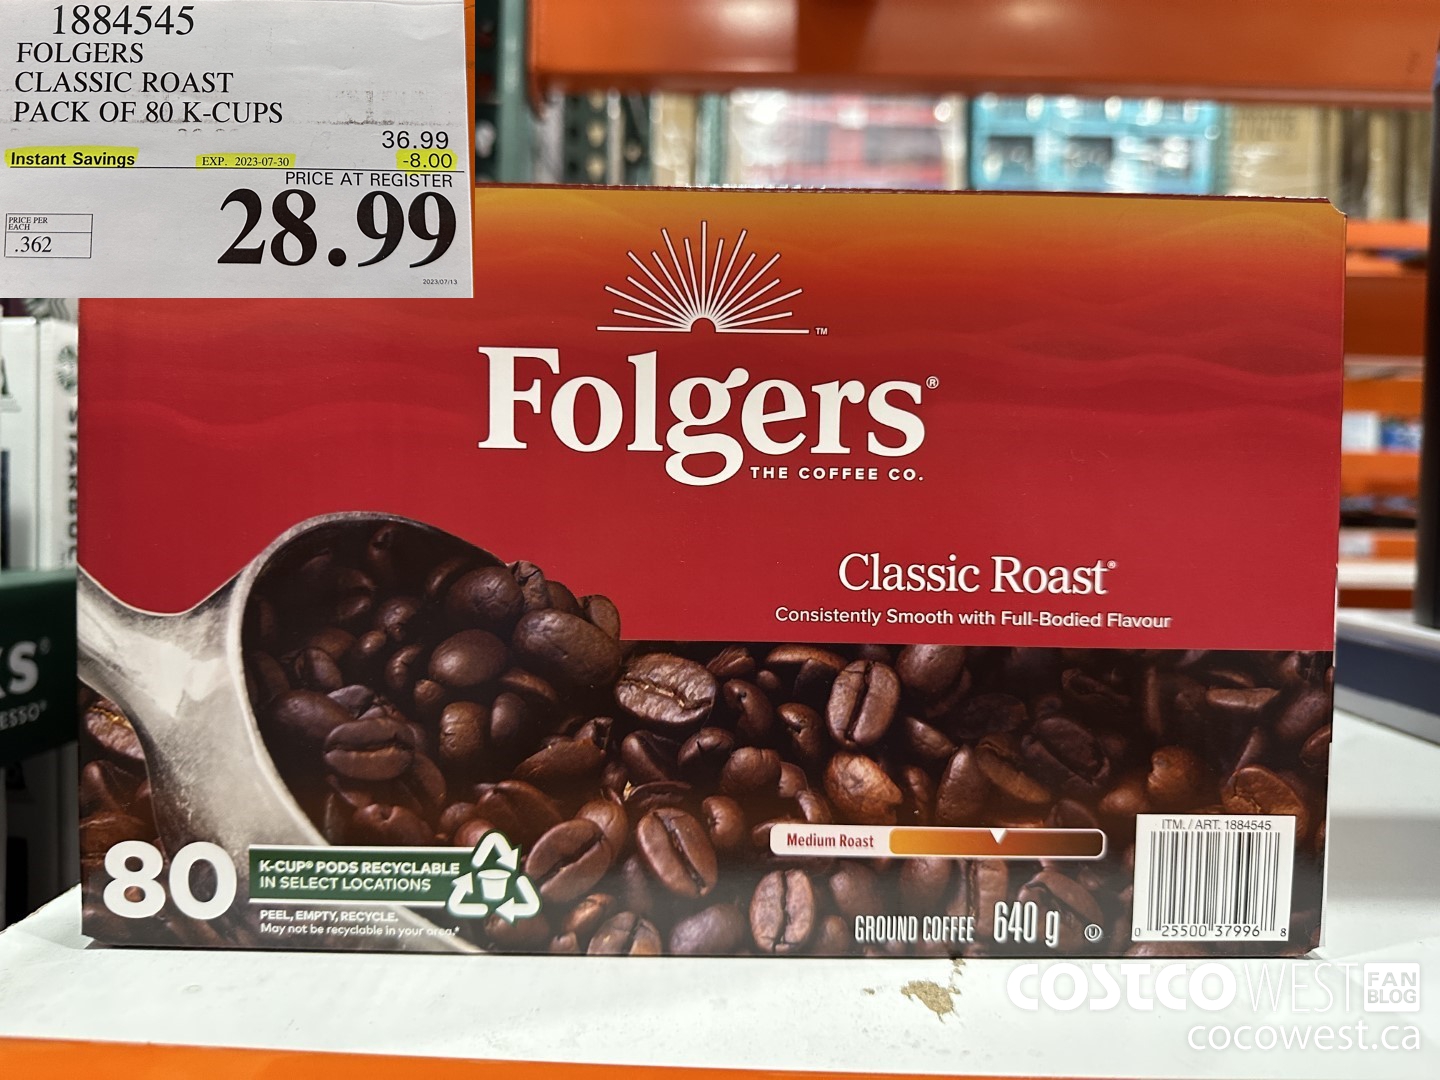 1884545
FOLGERS
CLASSIC ROAST
PACK OF 80 K-CUPS
36.99
Instant Savings EXP. 2023-07-30 -8.00
PRICE AT REGISTER
28.99
PRICE PER
EACH
.362
2023/07/13
™
Folgers®
THE COFFEE CO.
Classic Roast®
Consistently Smooth with Full-Bodied Flavour
Medium Roast
80
K-CUP® PODS RECYCLABLE
IN SELECT LOCATIONS
PEEL, EMPTY, RECYCLE.
May not be recyclable in your area.*
GROUND COFFEE 640 g
U
ITM. / ART. 1884545
0 25500 37996 8
COSTCO WEST FAN BLOG
cocowest.ca